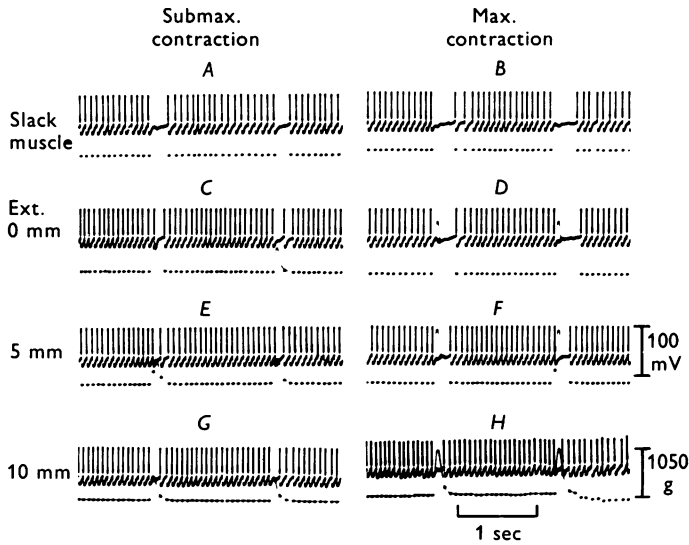 Submax.
contraction
Max.
contraction
A
B
Slack
muscle
C
D
Ext.
0 mm
E
F
5 mm
100
mV
G
H
10 mm
1050
g
1 sec